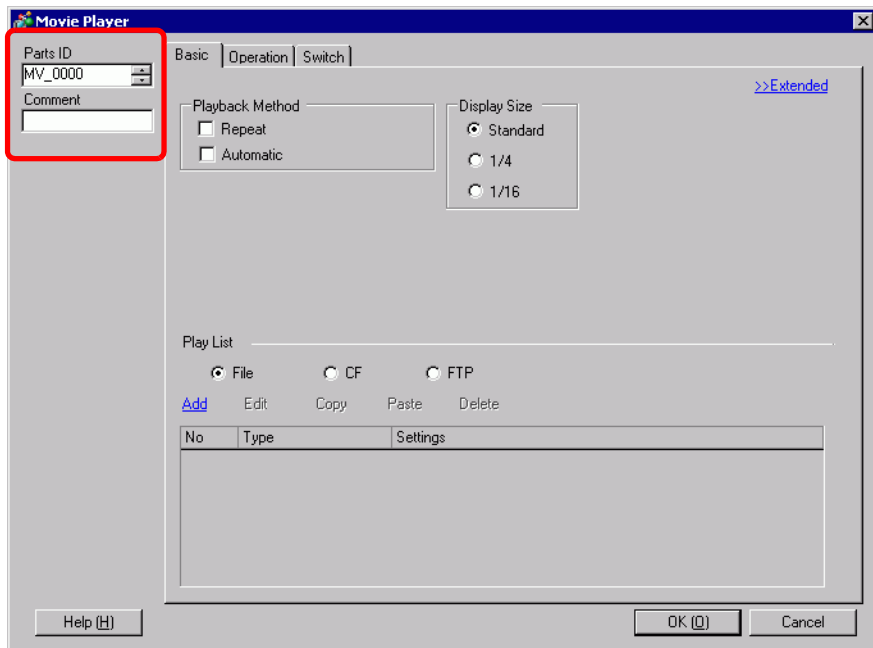 Movie Player
Parts ID
MV_0000
Comment
Basic Operation Switch
>>Extended
Playback Method
Repeat
Automatic
Display Size
Standard
1/4
1/16
Play List
File CF FTP
Add Edit Copy Paste Delete
No Type Settings
Help (H) OK (O) Cancel